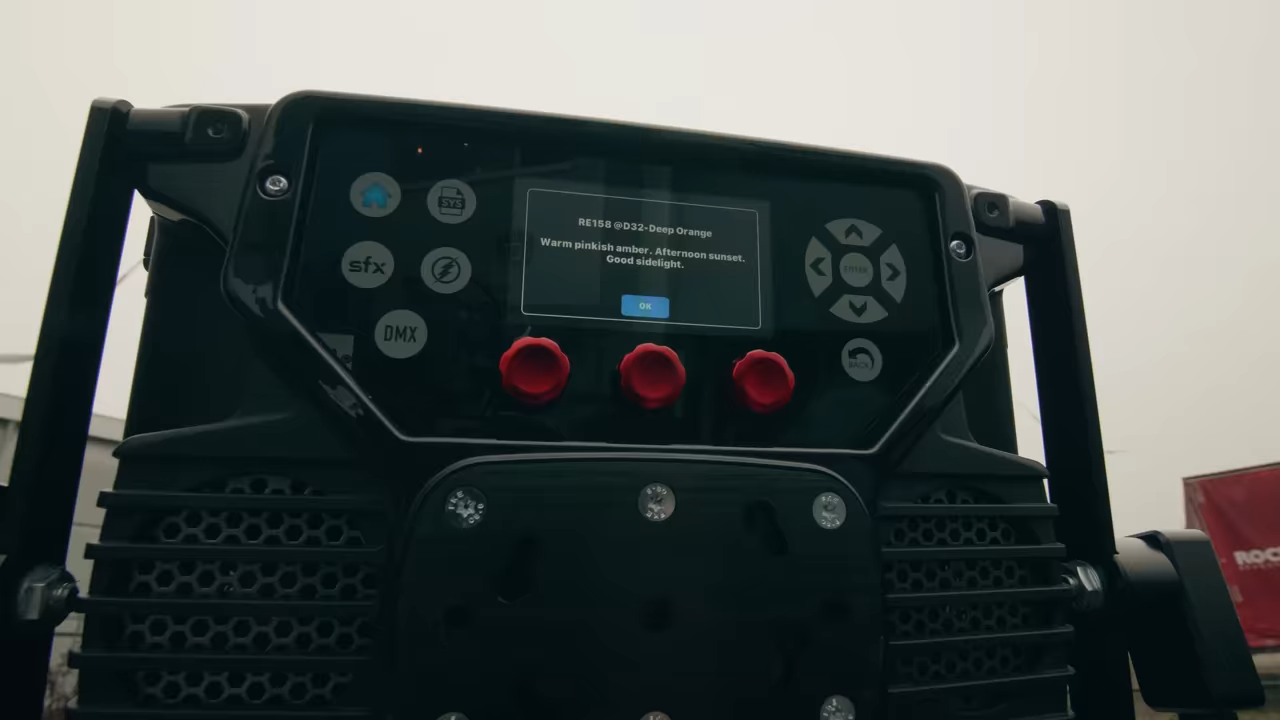 SYS
sfx
DMX
RE158 @D32-Deep Orange
Warm pinkish amber. Afternoon sunset.
Good sidelight.
OK
ENTER
BACK
ROC